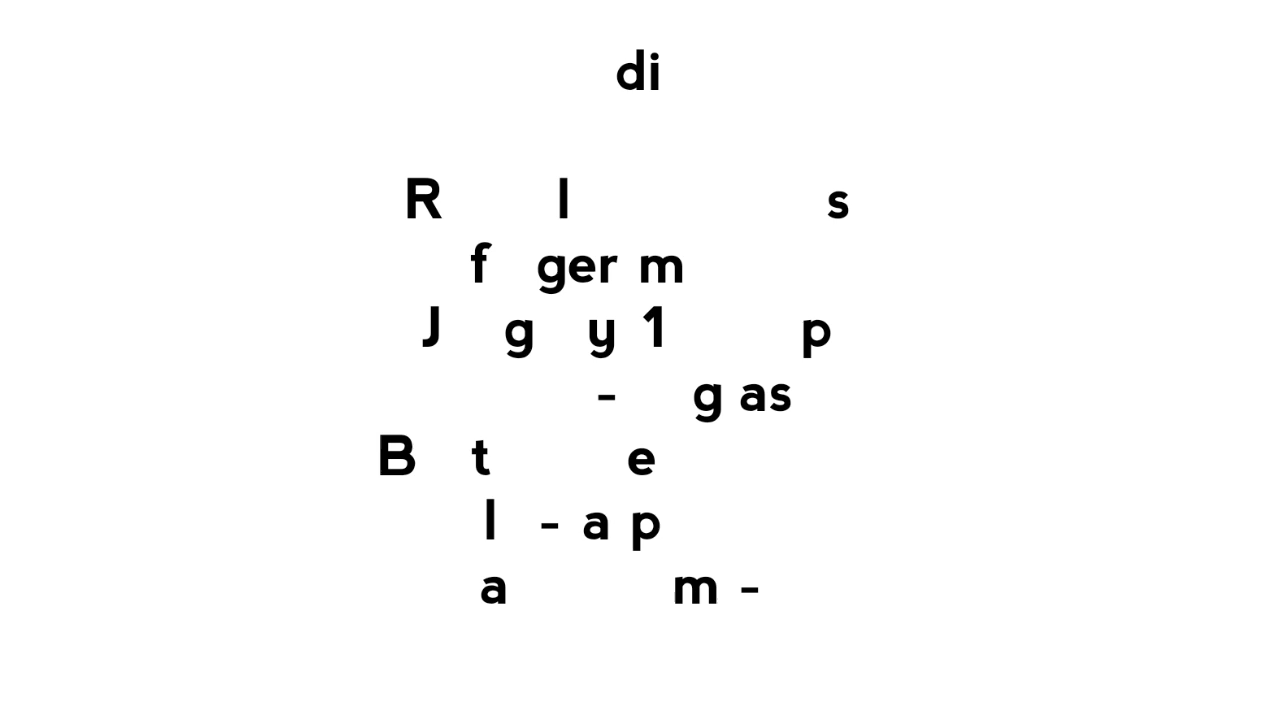 di
R l s
f ger m
J g y 1 p
- g as
B t e
l - a p
a m -